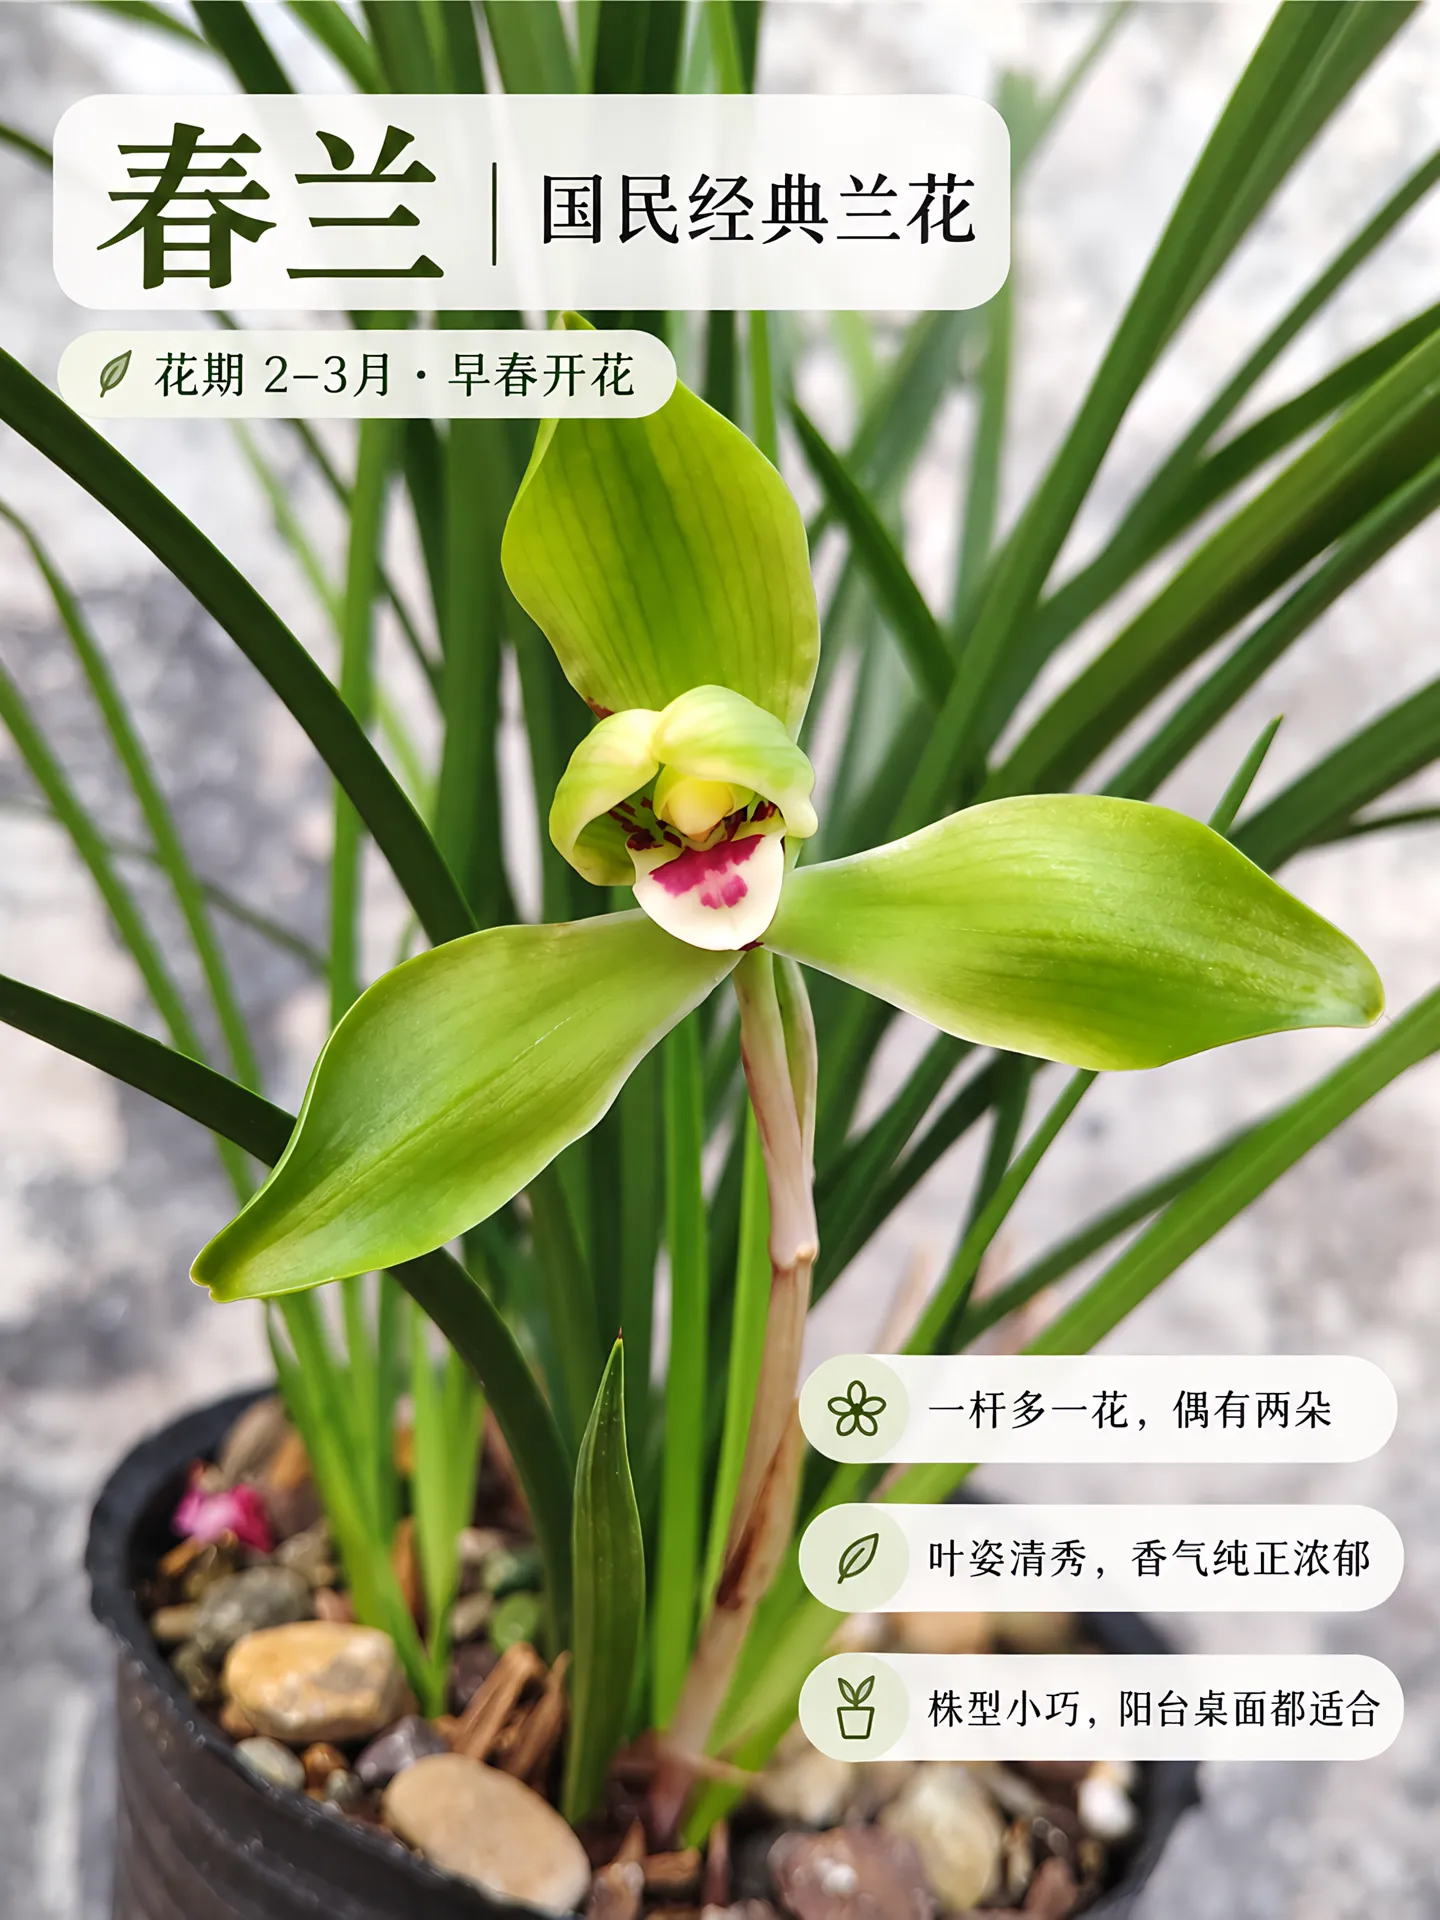 春兰 | 国民经典兰花
花期 2–3月·早春开花
一杆多一花，偶有两朵
叶姿清秀，香气纯正浓郁
株型小巧，阳台桌面都适合